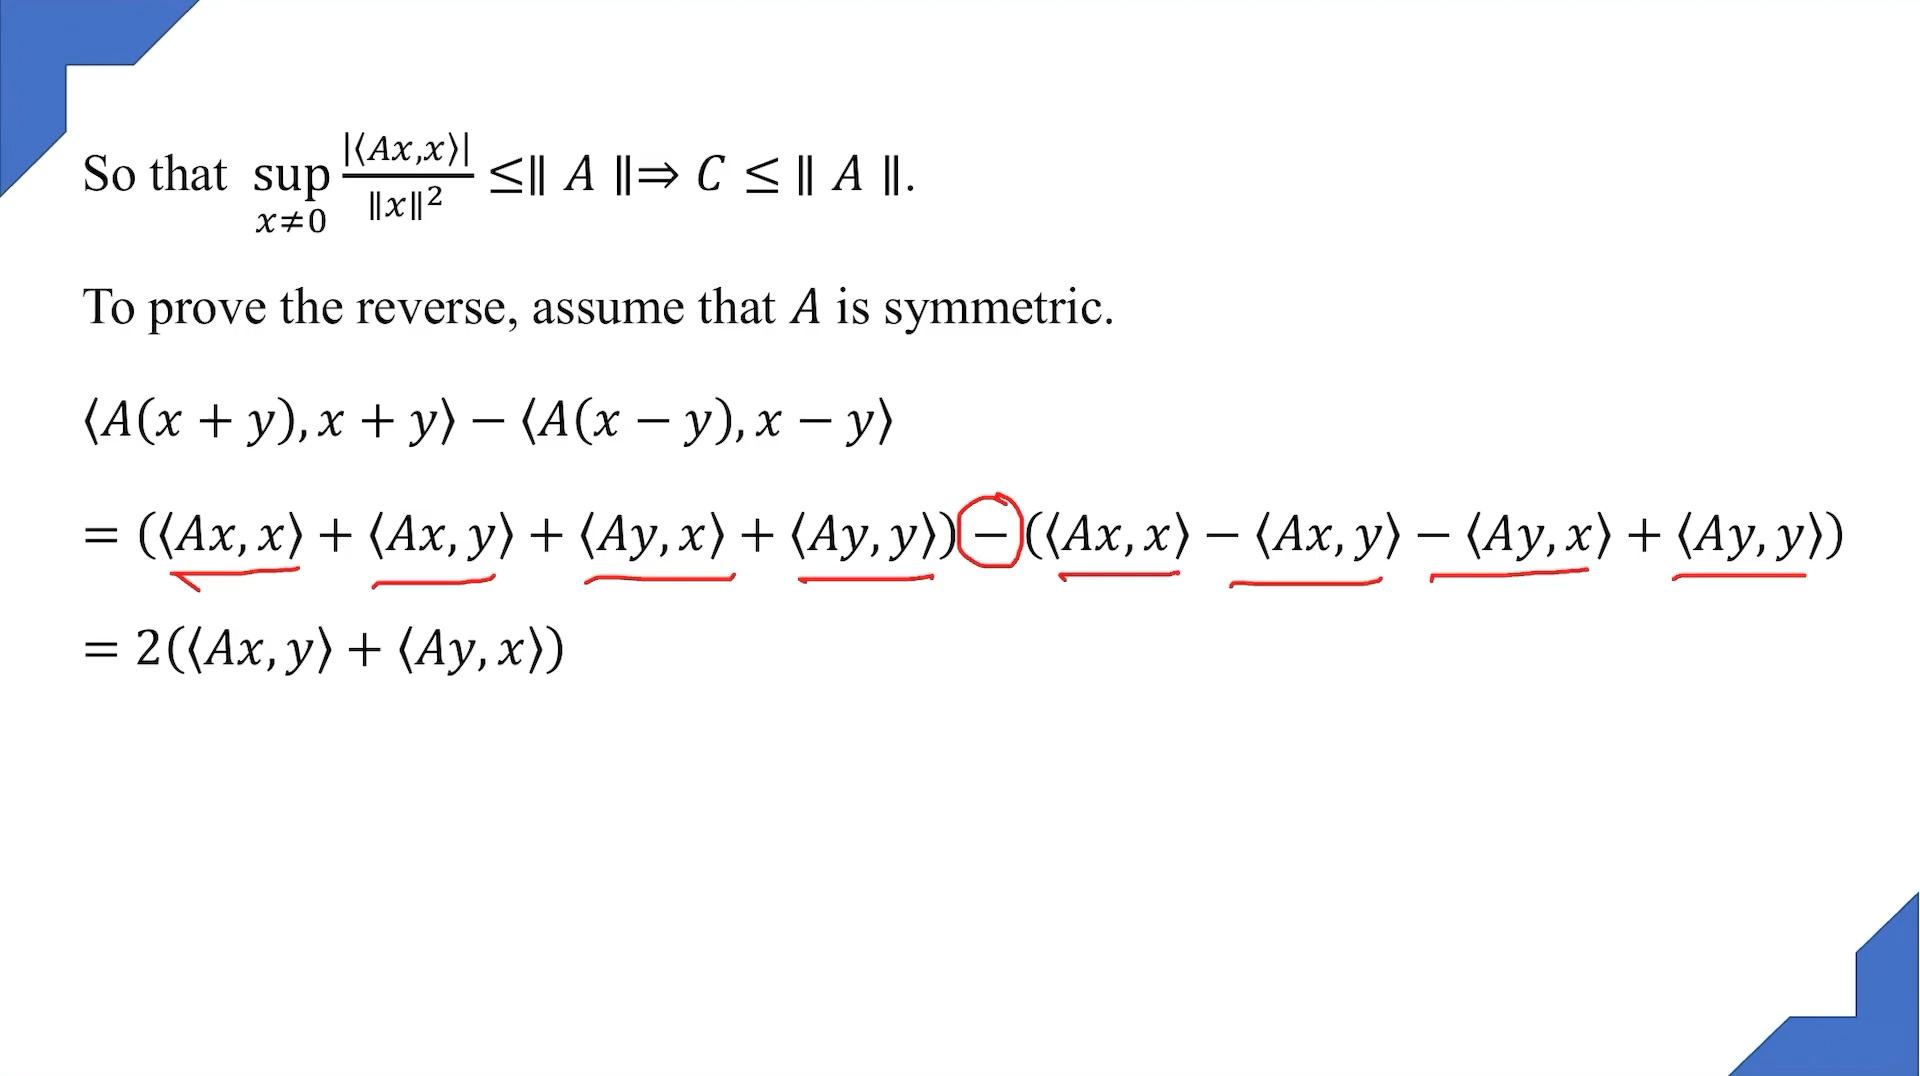 So that sup_{x≠0} |⟨Ax,x⟩| / ‖x‖² ≤‖ A ‖⇒ C ≤ ‖ A ‖.
To prove the reverse, assume that A is symmetric.
⟨A(x + y), x + y⟩ − ⟨A(x − y), x − y⟩
= (⟨Ax, x⟩ + ⟨Ax, y⟩ + ⟨Ay, x⟩ + ⟨Ay, y⟩) − (⟨Ax, x⟩ − ⟨Ax, y⟩ − ⟨Ay, x⟩ + ⟨Ay, y⟩)
= 2(⟨Ax, y⟩ + ⟨Ay, x⟩)